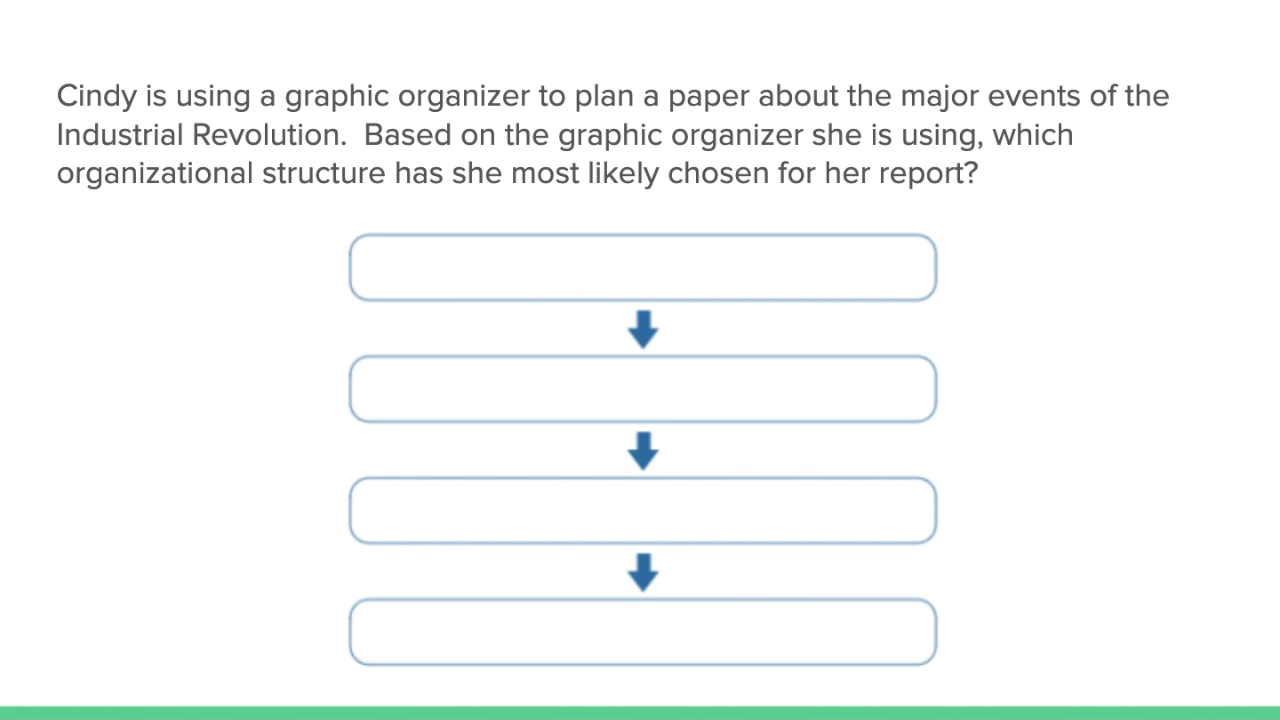 Cindy is using a graphic organizer to plan a paper about the major events of the
Industrial Revolution.  Based on the graphic organizer she is using, which
organizational structure has she most likely chosen for her report?